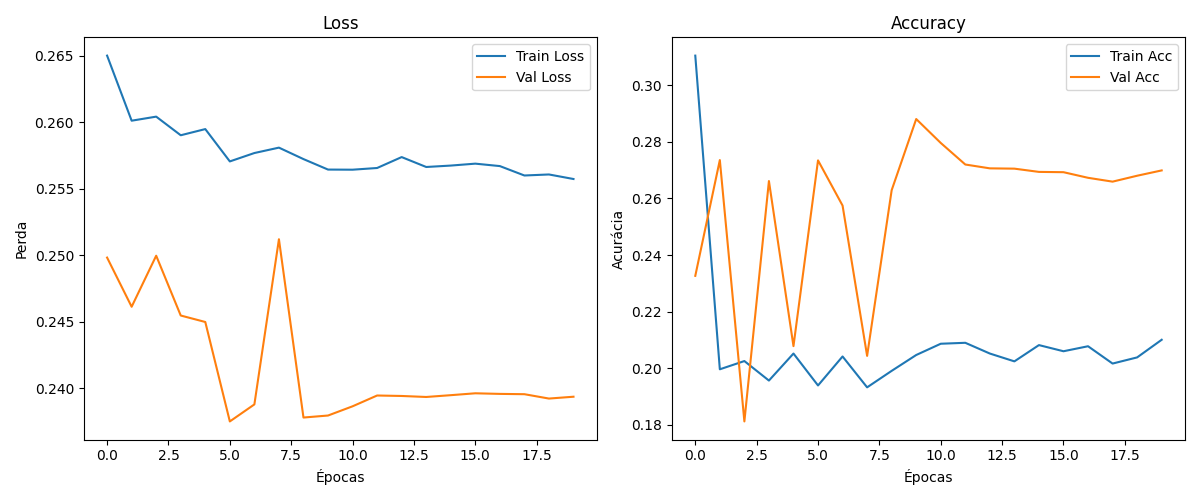 Loss
Train Loss
Val Loss
0.265
0.260
0.255
0.250
0.245
0.240
Perda
0.0 2.5 5.0 7.5 10.0 12.5 15.0 17.5
Épocas
Accuracy
Train Acc
Val Acc
0.30
0.28
0.26
0.24
0.22
0.20
0.18
Acurácia
0.0 2.5 5.0 7.5 10.0 12.5 15.0 17.5
Épocas